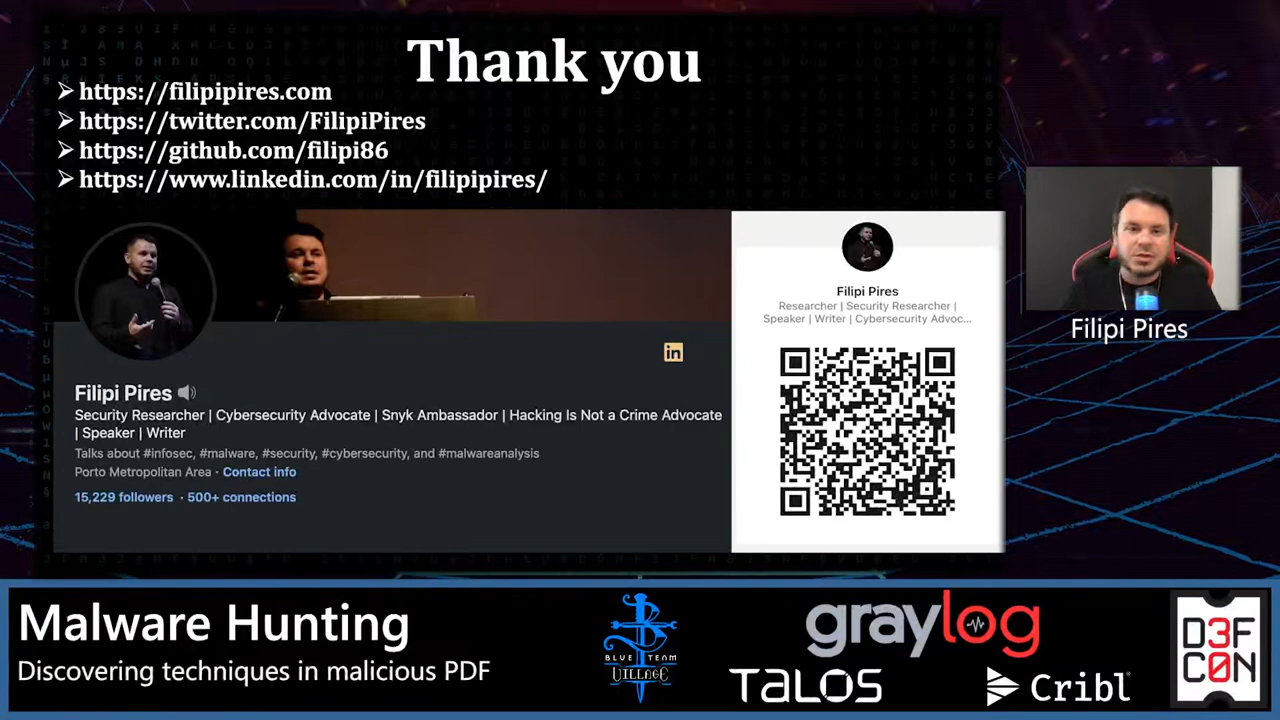 Thank you
➢ https://filipipires.com
➢ https://twitter.com/FilipiPires
➢ https://github.com/filipi86
➢ https://www.linkedin.com/in/filipipires/
in
Filipi Pires
Security Researcher | Cybersecurity Advocate | Snyk Ambassador | Hacking Is Not a Crime Advocate
| Speaker | Writer
Talks about #infosec, #malware, #security, #cybersecurity, and #malwareanalysis
Porto Metropolitan Area · Contact info
15,229 followers · 500+ connections
Filipi Pires
Researcher | Security Researcher |
Speaker | Writer | Cybersecurity Advoc...
Filipi Pires
Malware Hunting
Discovering techniques in malicious PDF
BLUE TEAM
VILLAGE
graylog
TALOS
Cribl
D3F
C0N